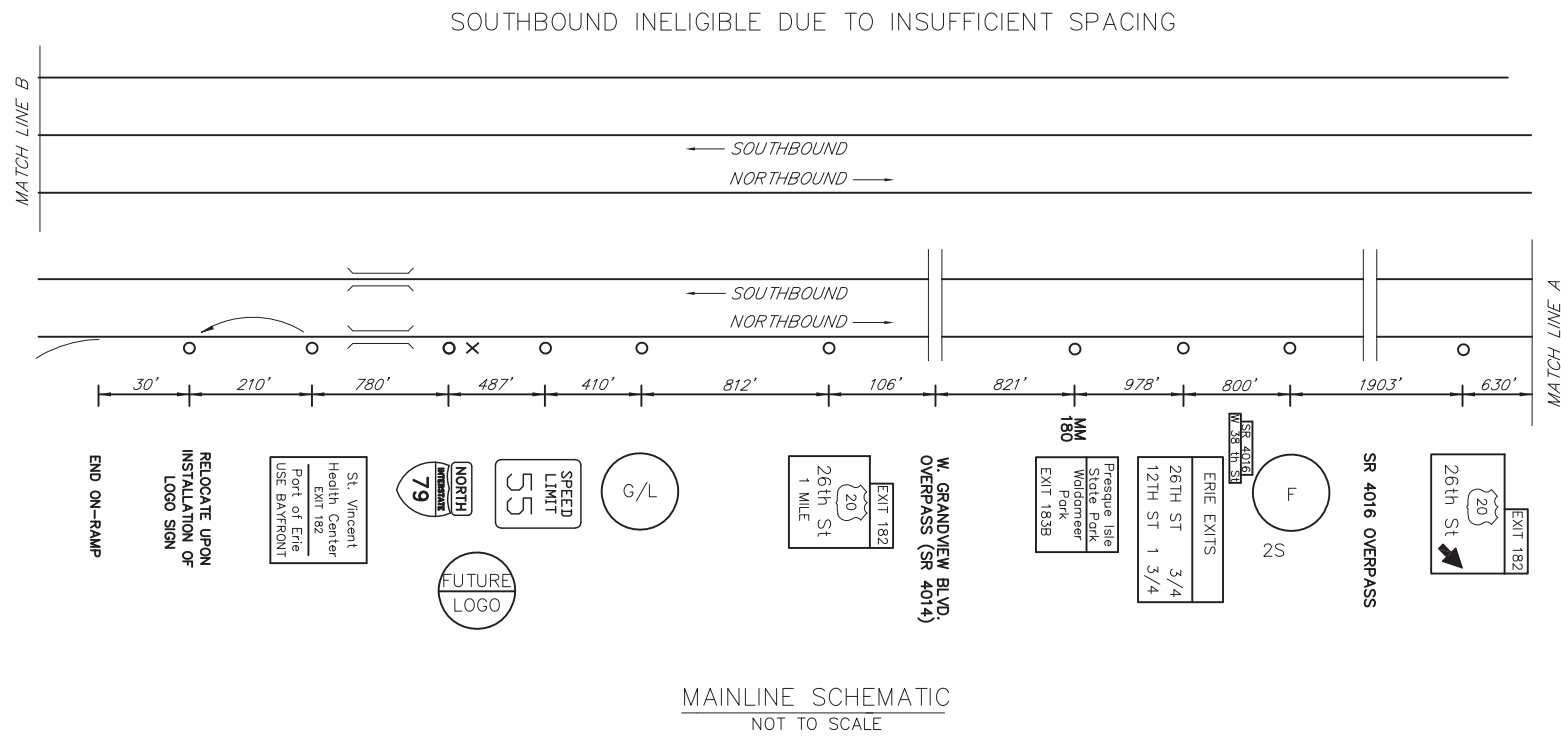 SOUTHBOUND INELIGIBLE DUE TO INSUFFICIENT SPACING
MATCH LINE B
SOUTHBOUND
NORTHBOUND
SOUTHBOUND
NORTHBOUND
MATCH LINE A
30' 210' 780' 487' 410' 812' 106' 821' 978' 800' 1903' 630'
END ON-RAMP
RELOCATE UPON
INSTALLATION OF
LOGO SIGN
St. Vincent
Health Center
EXIT 182
Port of Erie
USE BAYFRONT
NORTH
INTERSTATE
79
FUTURE
LOGO
SPEED
LIMIT
55
G/L
EXIT 182
20
26th St
1 MILE
W. GRANDVIEW BLVD.
OVERPASS (SR 4014)
MM
180
Presque Isle
State Park
Waldameer
Park
EXIT 183B
ERIE EXITS
26TH ST 3/4
12TH ST 1 3/4
SR 4016
W 38 th St
F
2S
SR 4016 OVERPASS
EXIT 182
20
26th St
MAINLINE SCHEMATIC
NOT TO SCALE